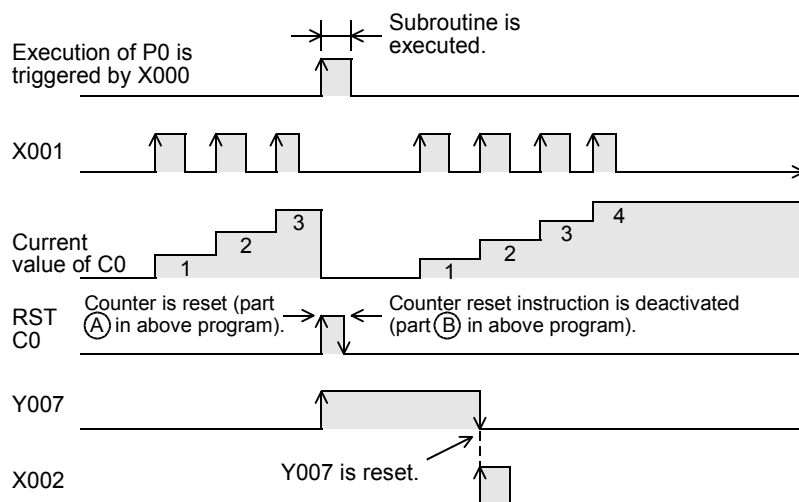 Subroutine is
executed.
Execution of P0 is
triggered by X000
X001
Current
value of C0
1
2
3
1
2
3
4
RST
C0
Counter is reset (part
A in above program).
Counter reset instruction is deactivated
(part B in above program).
Y007
Y007 is reset.
X002